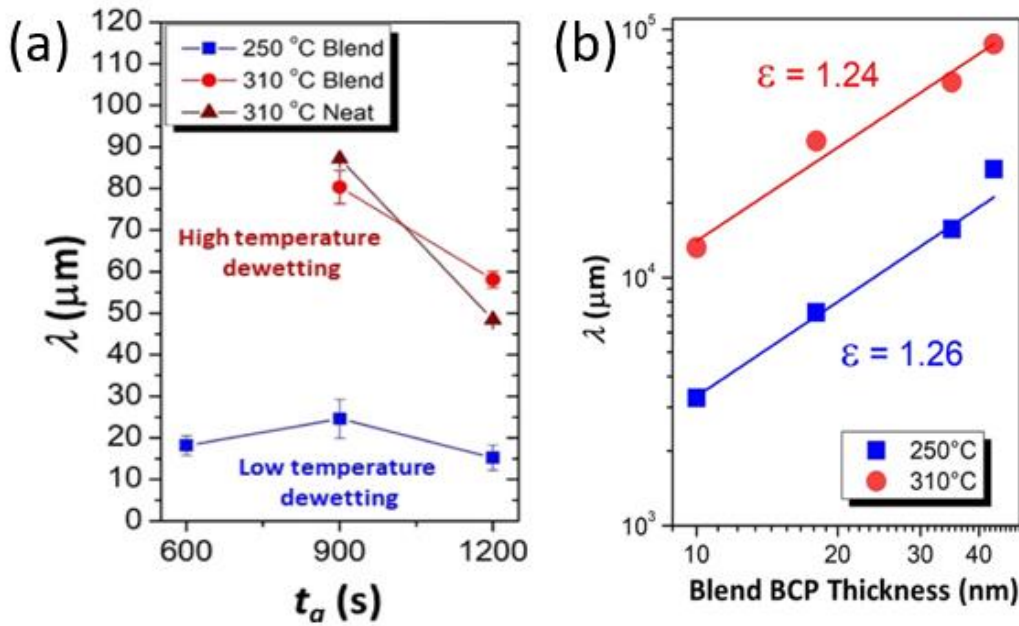 (a)
120
110
100
90
80
70
60
50
40
30
20
10
0
λ (μm)
250 °C Blend
310 °C Blend
310 °C Neat
High temperature
dewetting
Low temperature
dewetting
600
900
1200
ta (s)
(b)
10⁵
10⁴
10³
λ (μm)
ε = 1.24
ε = 1.26
250°C
310°C
10
20
30
40
Blend BCP Thickness (nm)